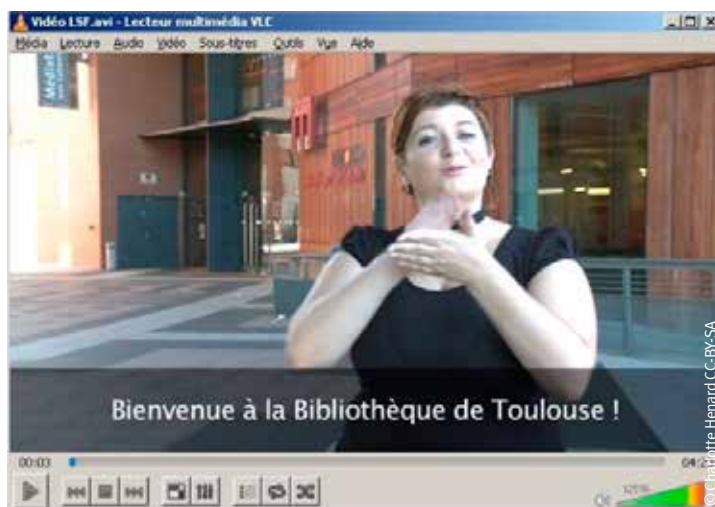 Vidéo LSF.avi - Lecteur multimédia VLC
Média Lecture Audio Vidéo Sous-titres Outils Vue Aide
Bienvenue à la Bibliothèque de Toulouse !
00:03
125%
© Charlotte Henard CC-BY-SA